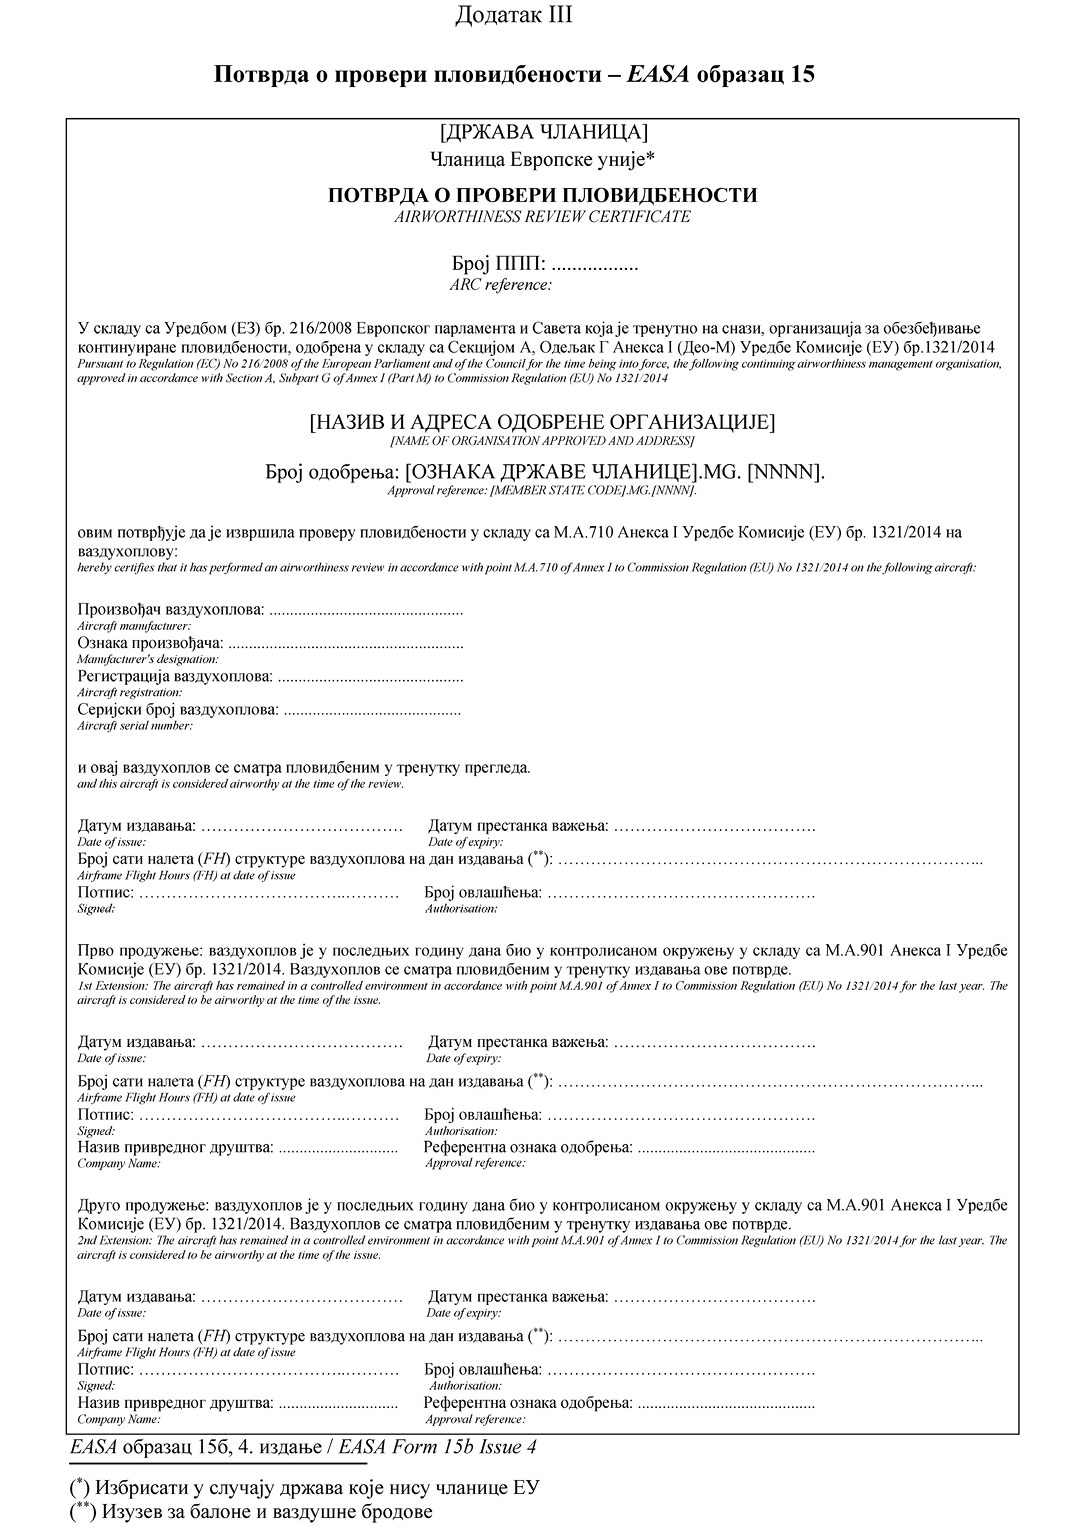 Додатак III
Потврда о провери пловидбености – EASA образац 15
[ДРЖАВА ЧЛАНИЦА]
Чланица Европске уније*
ПОТВРДА О ПРОВЕРИ ПЛОВИДБЕНОСТИ
AIRWORTHINESS REVIEW CERTIFICATE
Број ППП: .................
ARC reference:
У складу са Уредбом (ЕЗ) бр. 216/2008 Европског парламента и Савета која је тренутно на снази, организација за обезбеђивање
континуиране пловидбености, одобрена у складу са Секцијом А, Одељак Г Анекса I (Део-М) Уредбе Комисије (ЕУ) бр.1321/2014
Pursuant to Regulation (EC) No 216/2008 of the European Parliament and of the Council for the time being into force, the following continuing airworthiness management organisation,
approved in accordance with Section A, Subpart G of Annex I (Part M) to Commission Regulation (EU) No 1321/2014
[НАЗИВ И АДРЕСА ОДОБРЕНЕ ОРГАНИЗАЦИЈЕ]
[NAME OF ORGANISATION APPROVED AND ADDRESS]
Број одобрења: [ОЗНАКА ДРЖАВЕ ЧЛАНИЦЕ].MG. [NNNN].
Approval reference: [MEMBER STATE CODE].MG.[NNNN].
овим потврђује да је извршила проверу пловидбености у складу са М.А.710 Анекса I Уредбе Комисије (ЕУ) бр. 1321/2014 на
ваздухоплову:
hereby certifies that it has performed an airworthiness review in accordance with point M.A.710 of Annex I to Commission Regulation (EU) No 1321/2014 on the following aircraft:
Произвођач ваздухоплова: ...............................................
Aircraft manufacturer:
Ознака произвођача: .........................................................
Manufacturer's designation:
Регистрација ваздухоплова: .............................................
Aircraft registration:
Серијски број ваздухоплова: ...........................................
Aircraft serial number:
и овај ваздухоплов се сматра пловидбеним у тренутку прегледа.
and this aircraft is considered airworthy at the time of the review.
Датум издавања: ………………………………… Датум престанка важења: …………………………………
Date of issue: Date of expiry:
Број сати налета (FH) структуре ваздухоплова на дан издавања (**): ………………………………………………………………………..
Airframe Flight Hours (FH) at date of issue
Потпис: …………………………………..……… Број овлашћења: ……………………………………………
Signed: Authorisation:
Прво продужење: ваздухоплов је у последњих годину дана био у контролисаном окружењу у складу са М.А.901 Анекса I Уредбе
Комисије (ЕУ) бр. 1321/2014. Ваздухоплов се сматра пловидбеним у тренутку издавања ове потврде.
1st Extension: The aircraft has remained in a controlled environment in accordance with point M.A.901 of Annex I to Commission Regulation (EU) No 1321/2014 for the last year. The
aircraft is considered to be airworthy at the time of the issue.
Датум издавања: ………………………………… Датум престанка важења: …………………………………
Date of issue: Date of expiry:
Број сати налета (FH) структуре ваздухоплова на дан издавања (**): ………………………………………………………………………..
Airframe Flight Hours (FH) at date of issue
Потпис: …………………………………..……… Број овлашћења: ……………………………………………
Signed: Authorisation:
Назив привредног друштва: ............................. Референтна ознака одобрења: ...........................................
Company Name: Approval reference:
Друго продужење: ваздухоплов је у последњих годину дана био у контролисаном окружењу у складу са М.А.901 Анекса I Уредбе
Комисије (ЕУ) бр. 1321/2014. Ваздухоплов се сматра пловидбеним у тренутку издавања ове потврде.
2nd Extension: The aircraft has remained in a controlled environment in accordance with point M.A.901 of Annex I to Commission Regulation (EU) No 1321/2014 for the last year. The
aircraft is considered to be airworthy at the time of the issue.
Датум издавања: ………………………………… Датум престанка важења: …………………………………
Date of issue: Date of expiry:
Број сати налета (FH) структуре ваздухоплова на дан издавања (**): ………………………………………………………………………..
Airframe Flight Hours (FH) at date of issue
Потпис: …………………………………..……… Број овлашћења: ……………………………………………
Signed: Authorisation:
Назив привредног друштва: ............................. Референтна ознака одобрења: ...........................................
Company Name: Approval reference:
EASA образац 15б, 4. издање / EASA Form 15b Issue 4
(*) Избрисати у случају држава које нису чланице ЕУ
(**) Изузев за балоне и ваздушне бродове